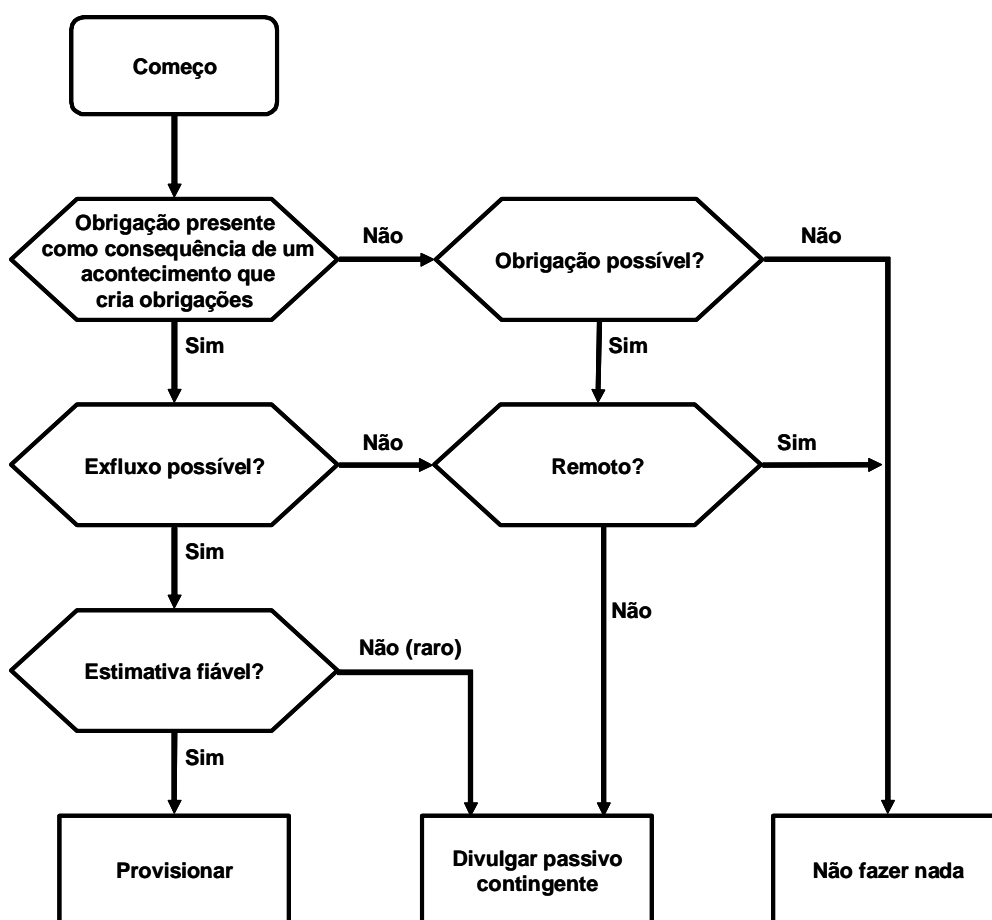 Começo
Obrigação presente
como consequência de um
acontecimento que
cria obrigações
Não
Obrigação possível?
Não
Sim
Sim
Exfluxo possível?
Não
Remoto?
Sim
Sim
Não
Estimativa fiável?
Não (raro)
Sim
Provisionar
Divulgar passivo
contingente
Não fazer nada